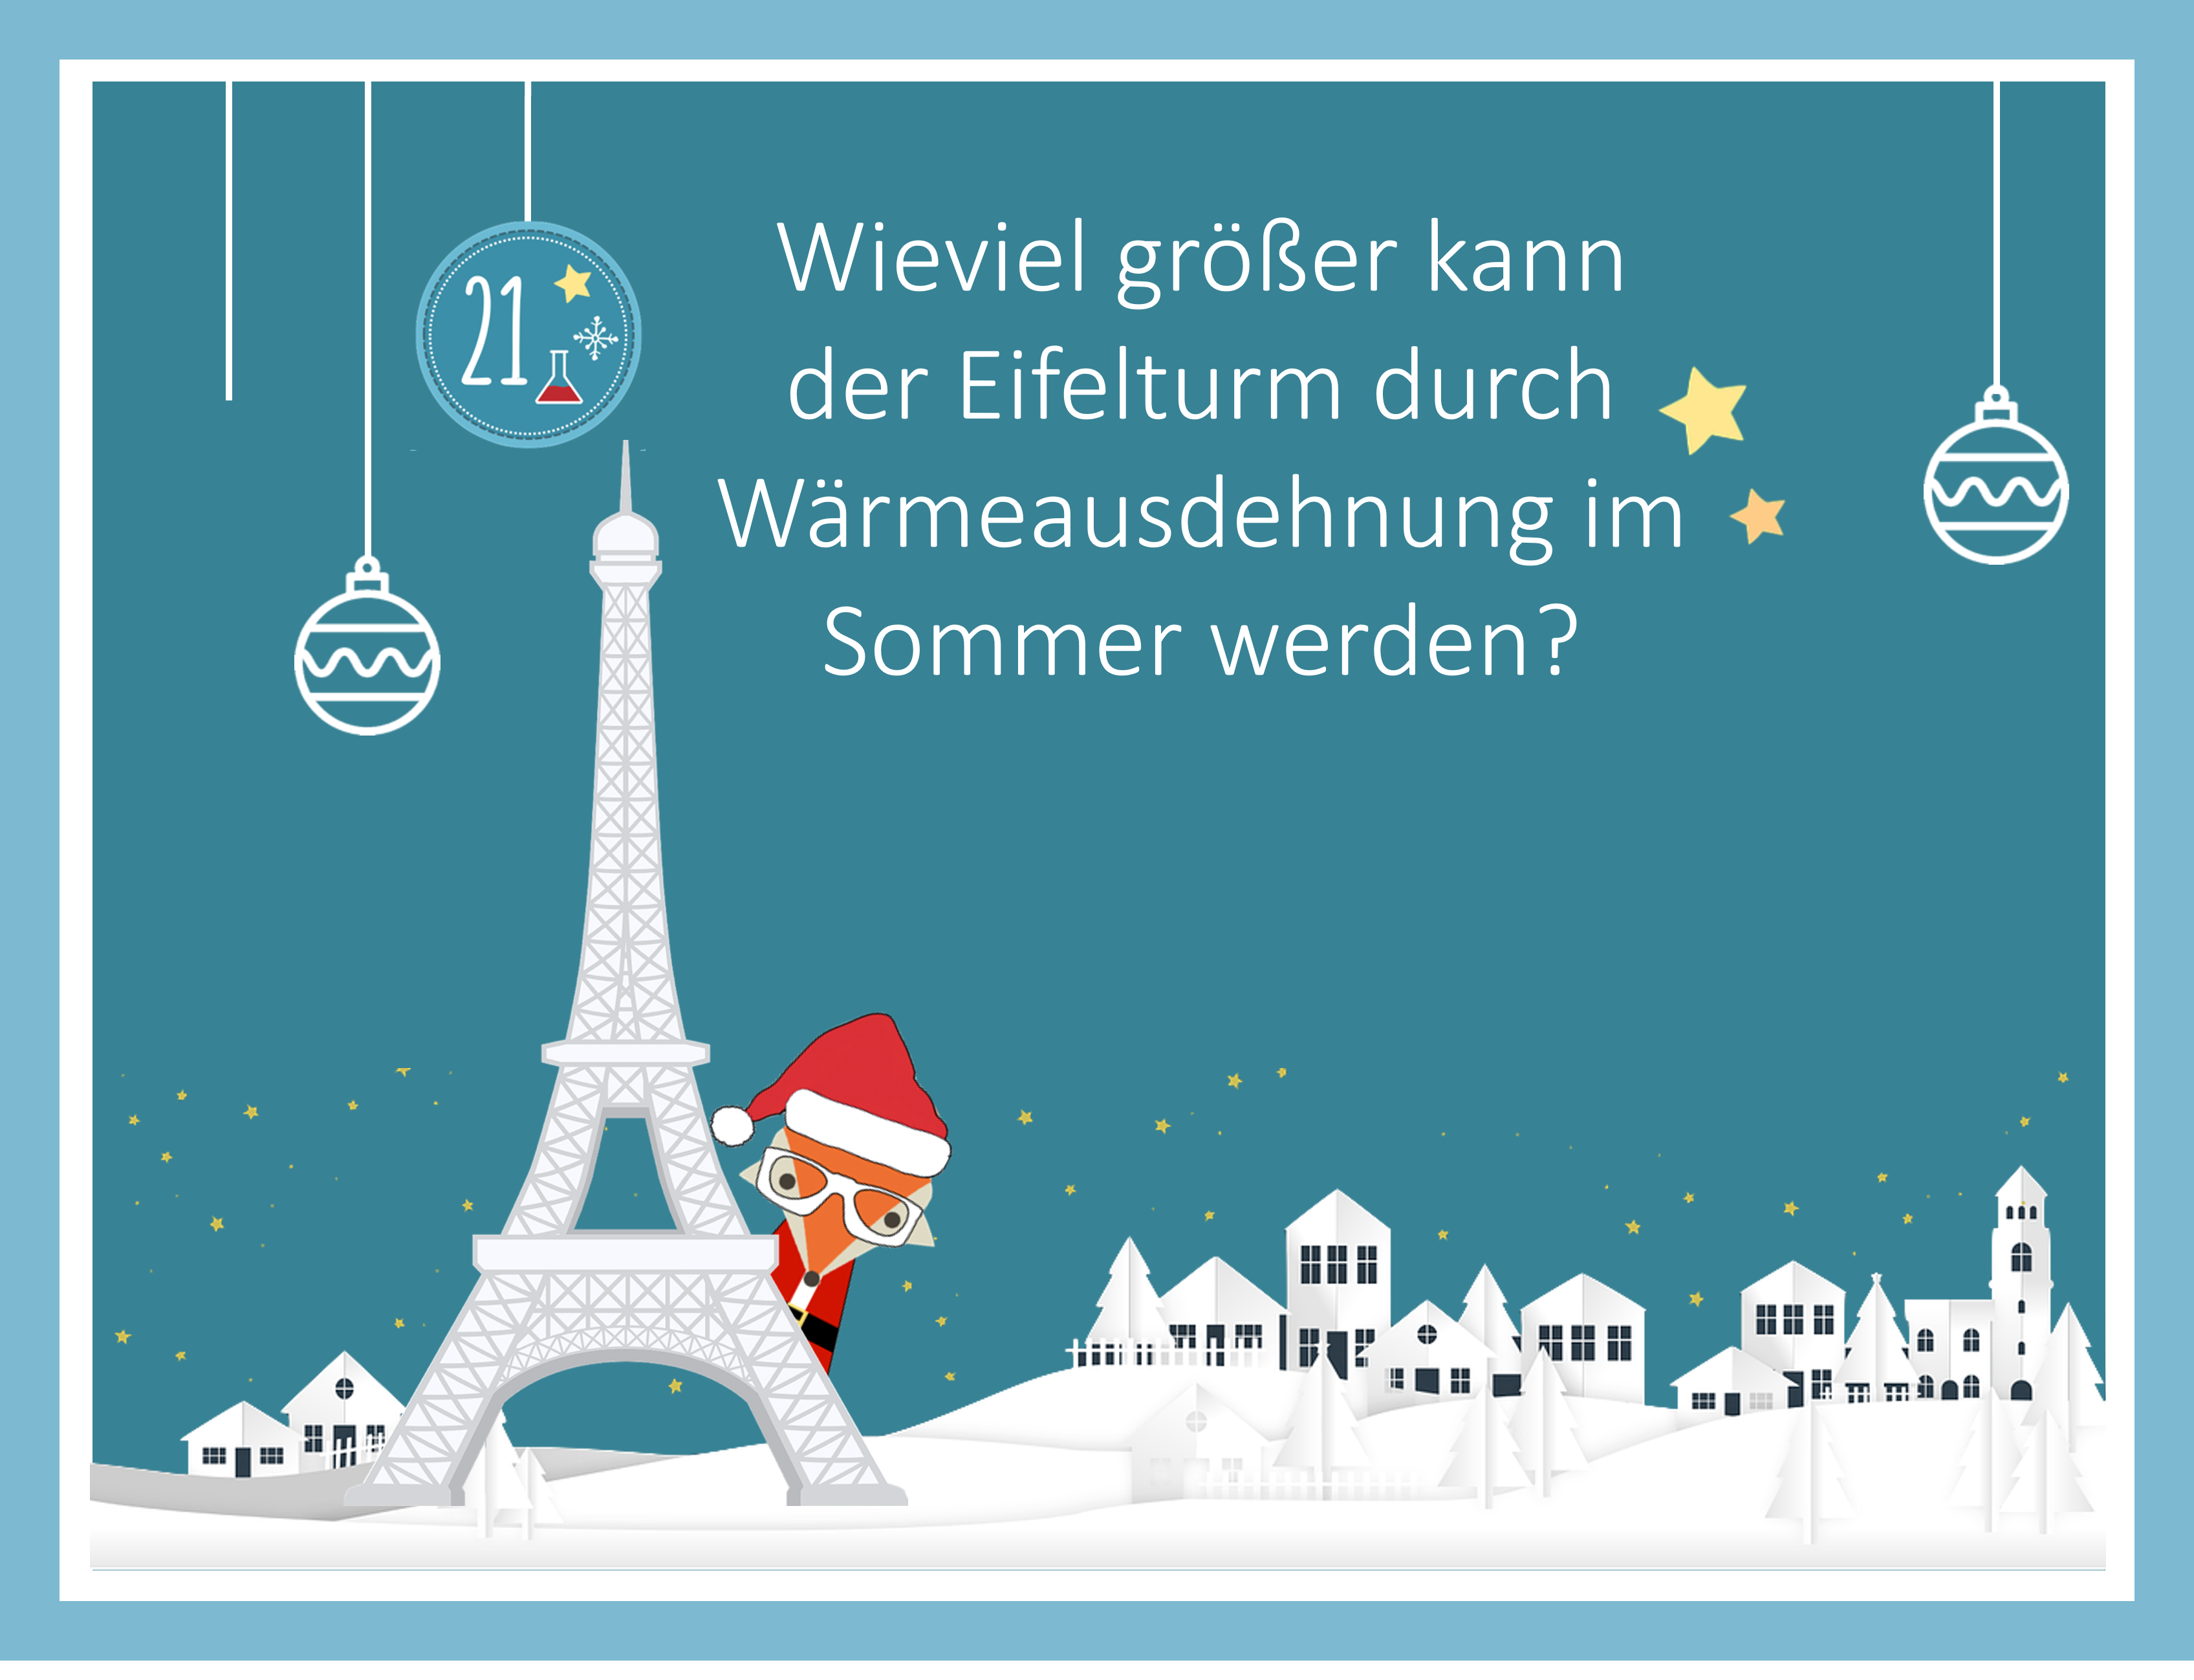 21
Wieviel größer kann
der Eifelturm durch
Wärmeausdehnung im
Sommer werden?